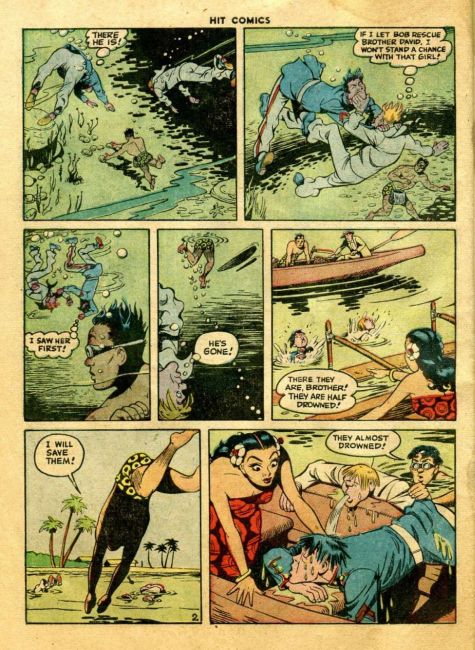 HIT COMICS
THERE
HE IS!
IF I LET BOB RESCUE
BROTHER DAVID, I
WON'T STAND A CHANCE
WITH THAT GIRL!
I SAW HER
FIRST!
HE'S
GONE!
THERE THEY
ARE, BROTHER!
THEY ARE HALF
DROWNED!
I WILL
SAVE
THEM!
2
THEY ALMOST
DROWNED!